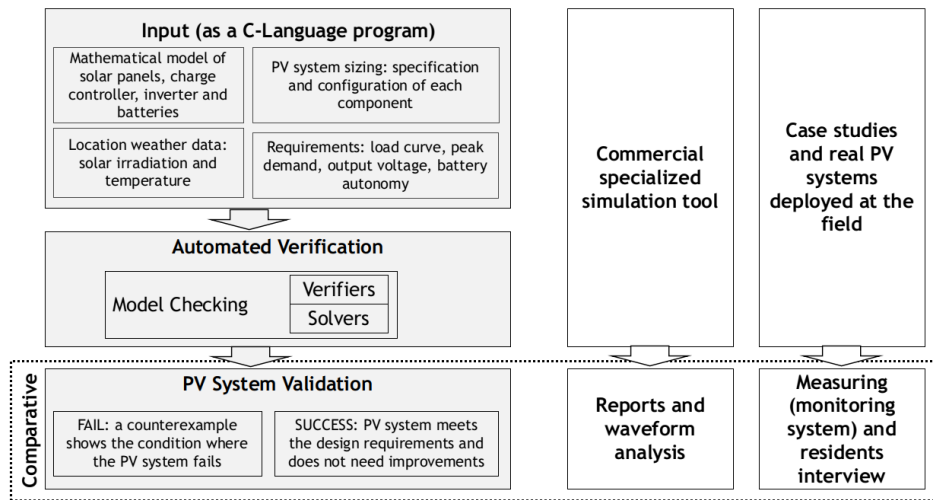 Input (as a C-Language program)
Mathematical model of
solar panels, charge
controller, inverter and
batteries
PV system sizing: specification
and configuration of each
component
Location weather data:
solar irradiation and
temperature
Requirements: load curve, peak
demand, output voltage, battery
autonomy
Automated Verification
Model Checking
Verifiers
Solvers
PV System Validation
FAIL: a counterexample
shows the condition where
the PV system fails
SUCCESS: PV system meets
the design requirements and
does not need improvements
Commercial
specialized
simulation tool
Reports and
waveform
analysis
Case studies
and real PV
systems
deployed at the
field
Measuring
(monitoring
system) and
residents
interview
Comparative